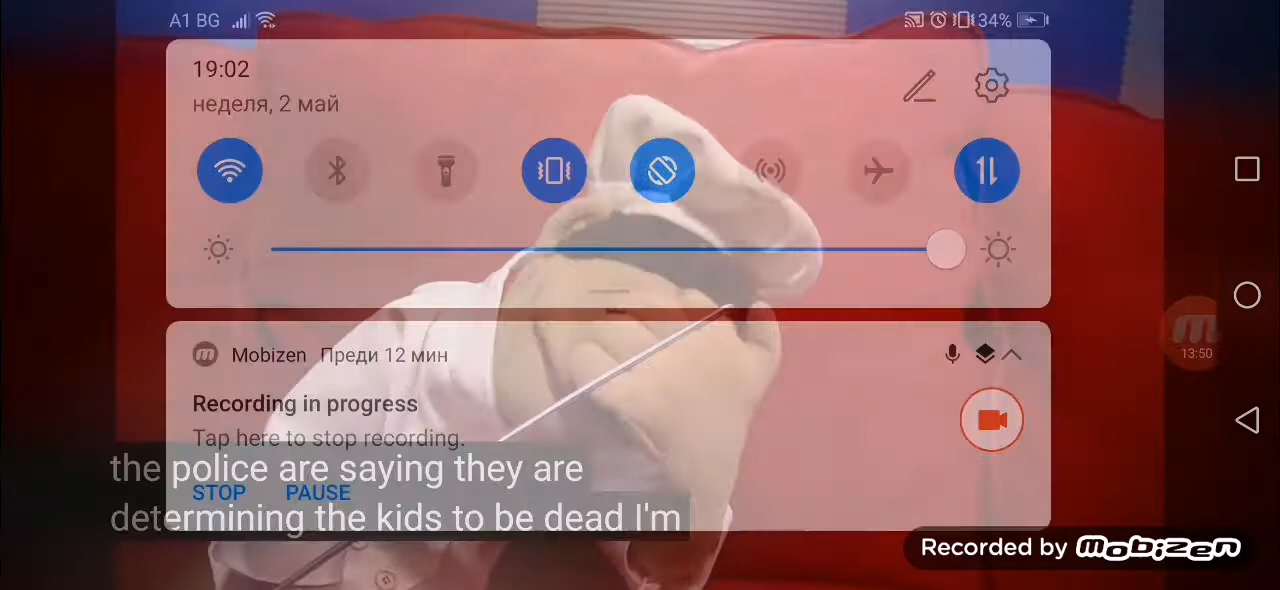 A1 BG
34%
19:02
неделя, 2 май
Mobizen Преди 12 мин
13:50
Recording in progress
Tap here to stop recording.
the police are saying they are
STOP PAUSE
determining the kids to be dead I'm
Recorded by mobizen